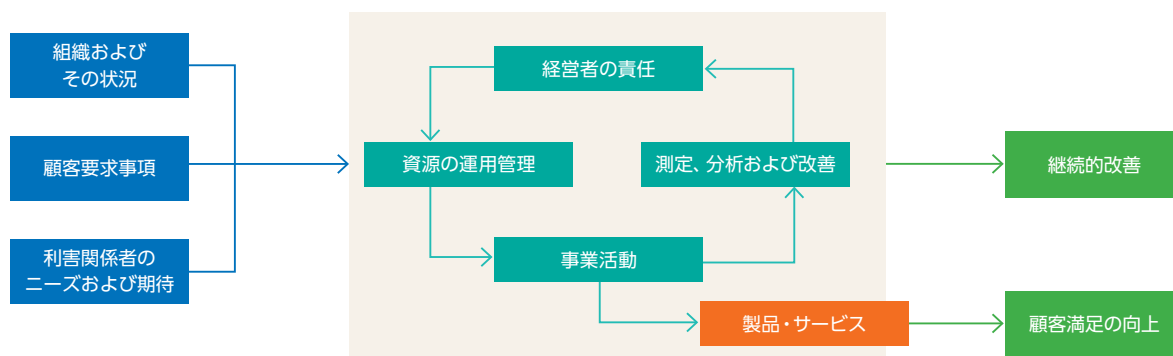 組織および
その状況
顧客要求事項
利害関係者の
ニーズおよび期待
経営者の責任
資源の運用管理
測定、分析および改善
事業活動
製品・サービス
継続的改善
顧客満足の向上